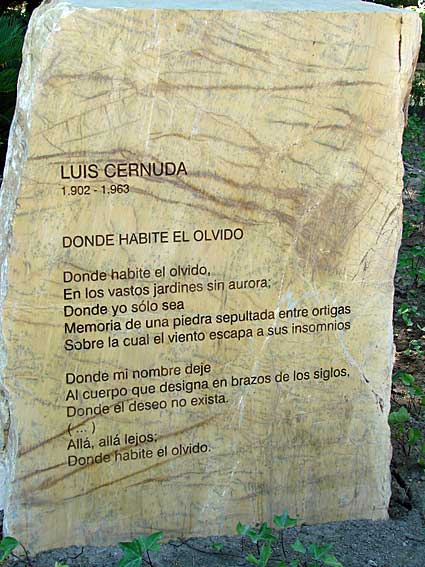 LUIS CERNUDA
1.902 - 1.963
DONDE HABITE EL OLVIDO
Donde habite el olvido,
En los vastos jardines sin aurora;
Donde yo sólo sea
Memoria de una piedra sepultada entre ortigas
Sobre la cual el viento escapa a sus insomnios
Donde mi nombre deje
Al cuerpo que designa en brazos de los siglos,
Donde el deseo no exista.
( ... )
Allá, allá lejos;
Donde habite el olvido.